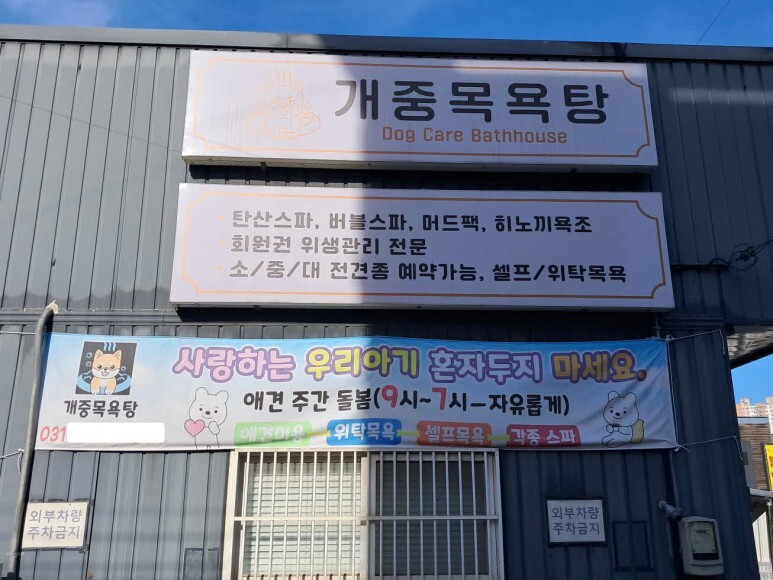 개중목욕탕
Dog Care Bathhouse
· 탄산스파, 버블스파, 머드팩, 히노끼욕조
· 회원권 위생관리 전문
· 소/중/대 전견종 예약가능, 셀프/위탁목욕
사랑하는 우리아기 혼자두지 마세요.
애견 주간 돌봄(9시~7시-자유롭게)
개중목욕탕
031
애견미용 위탁목욕 셀프목욕 각종 스파
외부차량
주차금지
외부차량
주차금지